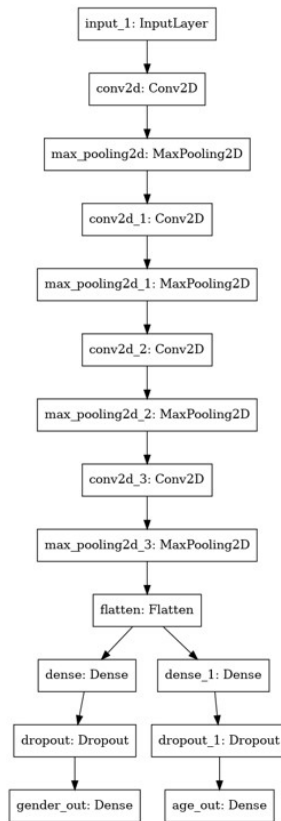 input_1: InputLayer
conv2d: Conv2D
max_pooling2d: MaxPooling2D
conv2d_1: Conv2D
max_pooling2d_1: MaxPooling2D
conv2d_2: Conv2D
max_pooling2d_2: MaxPooling2D
conv2d_3: Conv2D
max_pooling2d_3: MaxPooling2D
flatten: Flatten
dense: Dense
dense_1: Dense
dropout: Dropout
dropout_1: Dropout
gender_out: Dense
age_out: Dense